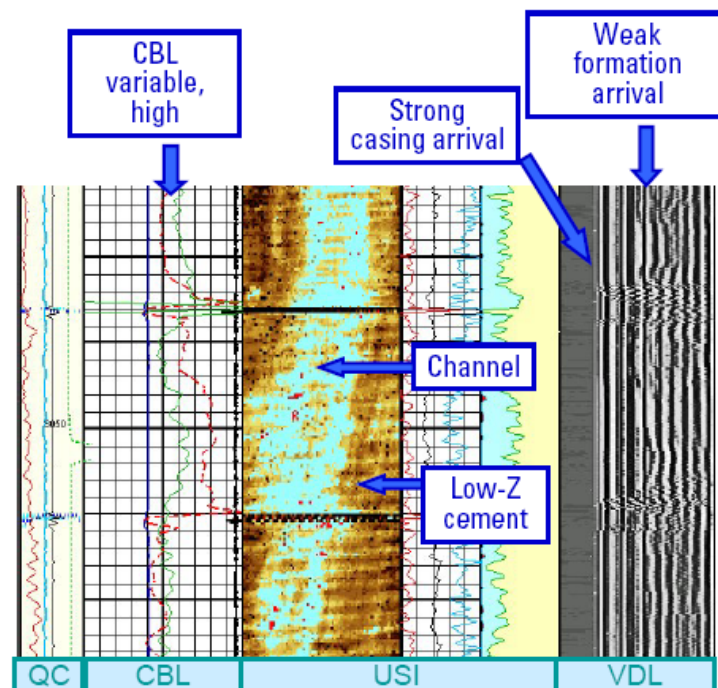 CBL
variable,
high
Weak
formation
arrival
Strong
casing arrival
Channel
R
Low-Z
cement
QC
CBL
USI
VDL